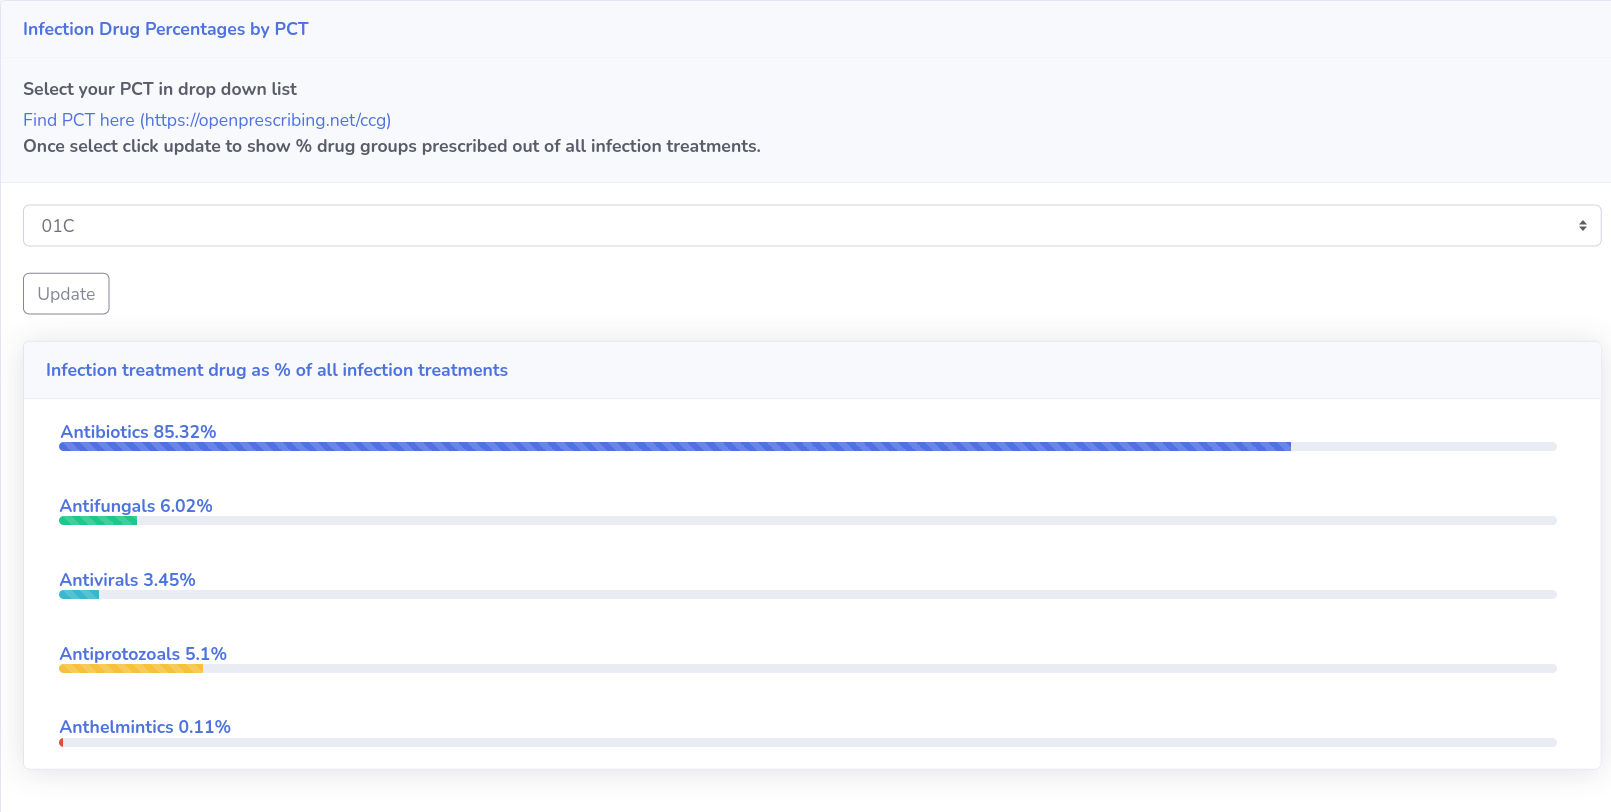 Infection Drug Percentages by PCT
Select your PCT in drop down list
Find PCT here (https://openprescribing.net/ccg)
Once select click update to show % drug groups prescribed out of all infection treatments.
01C
Update
Infection treatment drug as % of all infection treatments
Antibiotics 85.32%
Antifungals 6.02%
Antivirals 3.45%
Antiprotozoals 5.1%
Anthelmintics 0.11%